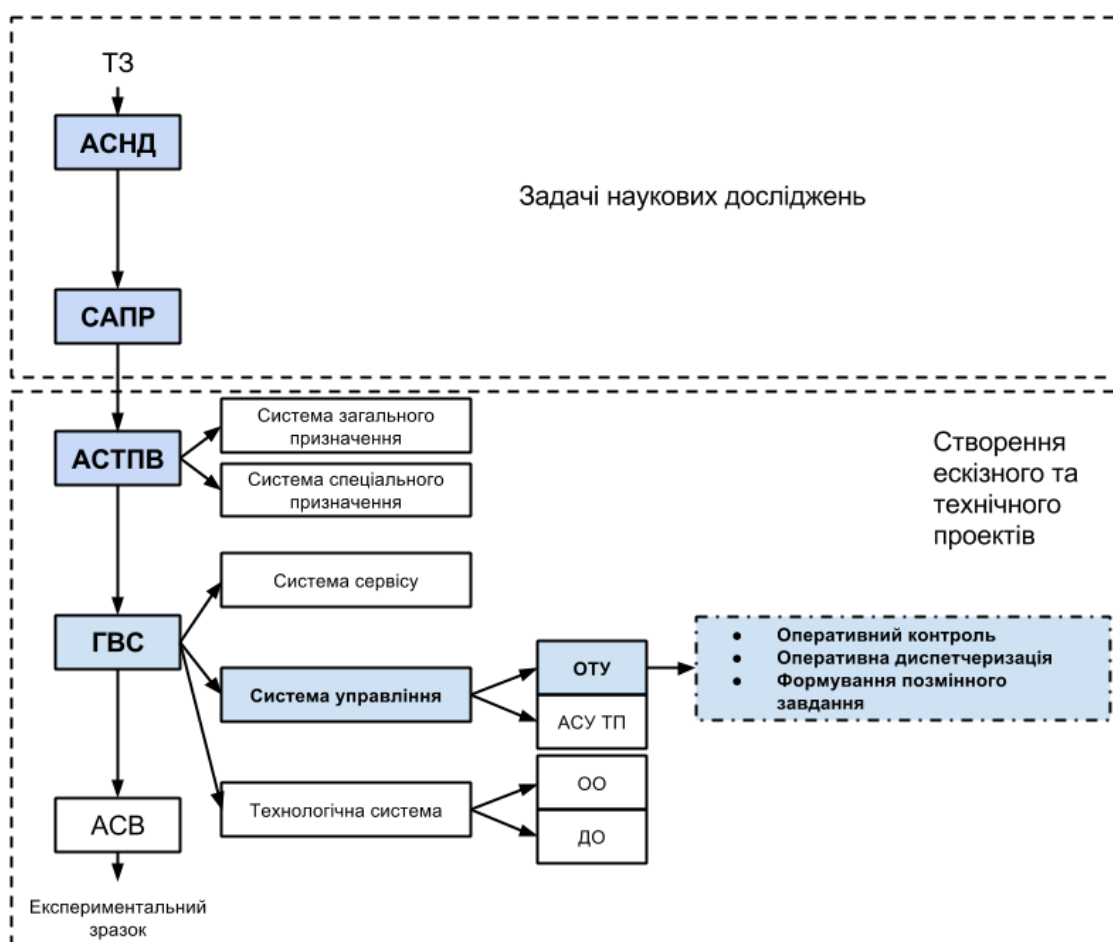 ТЗ
АСНД
Задачі наукових досліджень
САПР
АСТПВ
Система загального
призначення
Система спеціального
призначення
Створення
ескізного та
технічного
проектів
Система сервісу
ГВС
Система управління
ОТУ
АСУ ТП
● Оперативний контроль
● Оперативна диспетчеризація
● Формування позмінного
завдання
Технологічна система
ОО
ДО
АСВ
Експериментальний
зразок